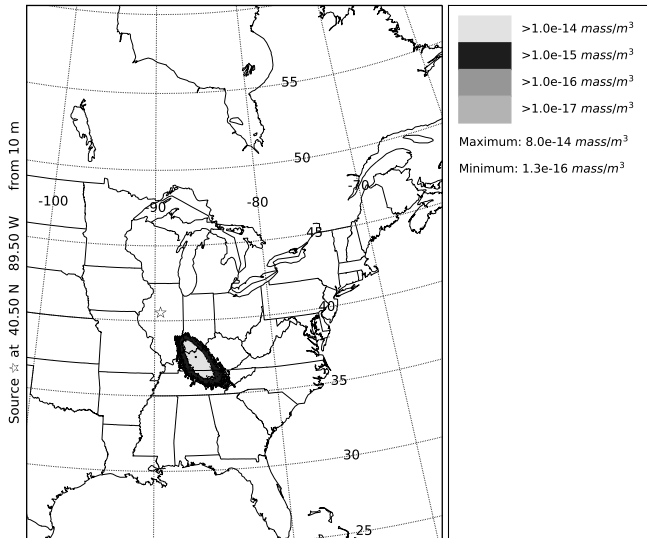 Source ☆ at 40.50 N 89.50 W from 10 m
>1.0e-14 mass/m³
>1.0e-15 mass/m³
>1.0e-16 mass/m³
>1.0e-17 mass/m³
Maximum: 8.0e-14 mass/m³
Minimum: 1.3e-16 mass/m³
55
50
-100
-90
-80
-70
45
40
35
30
25